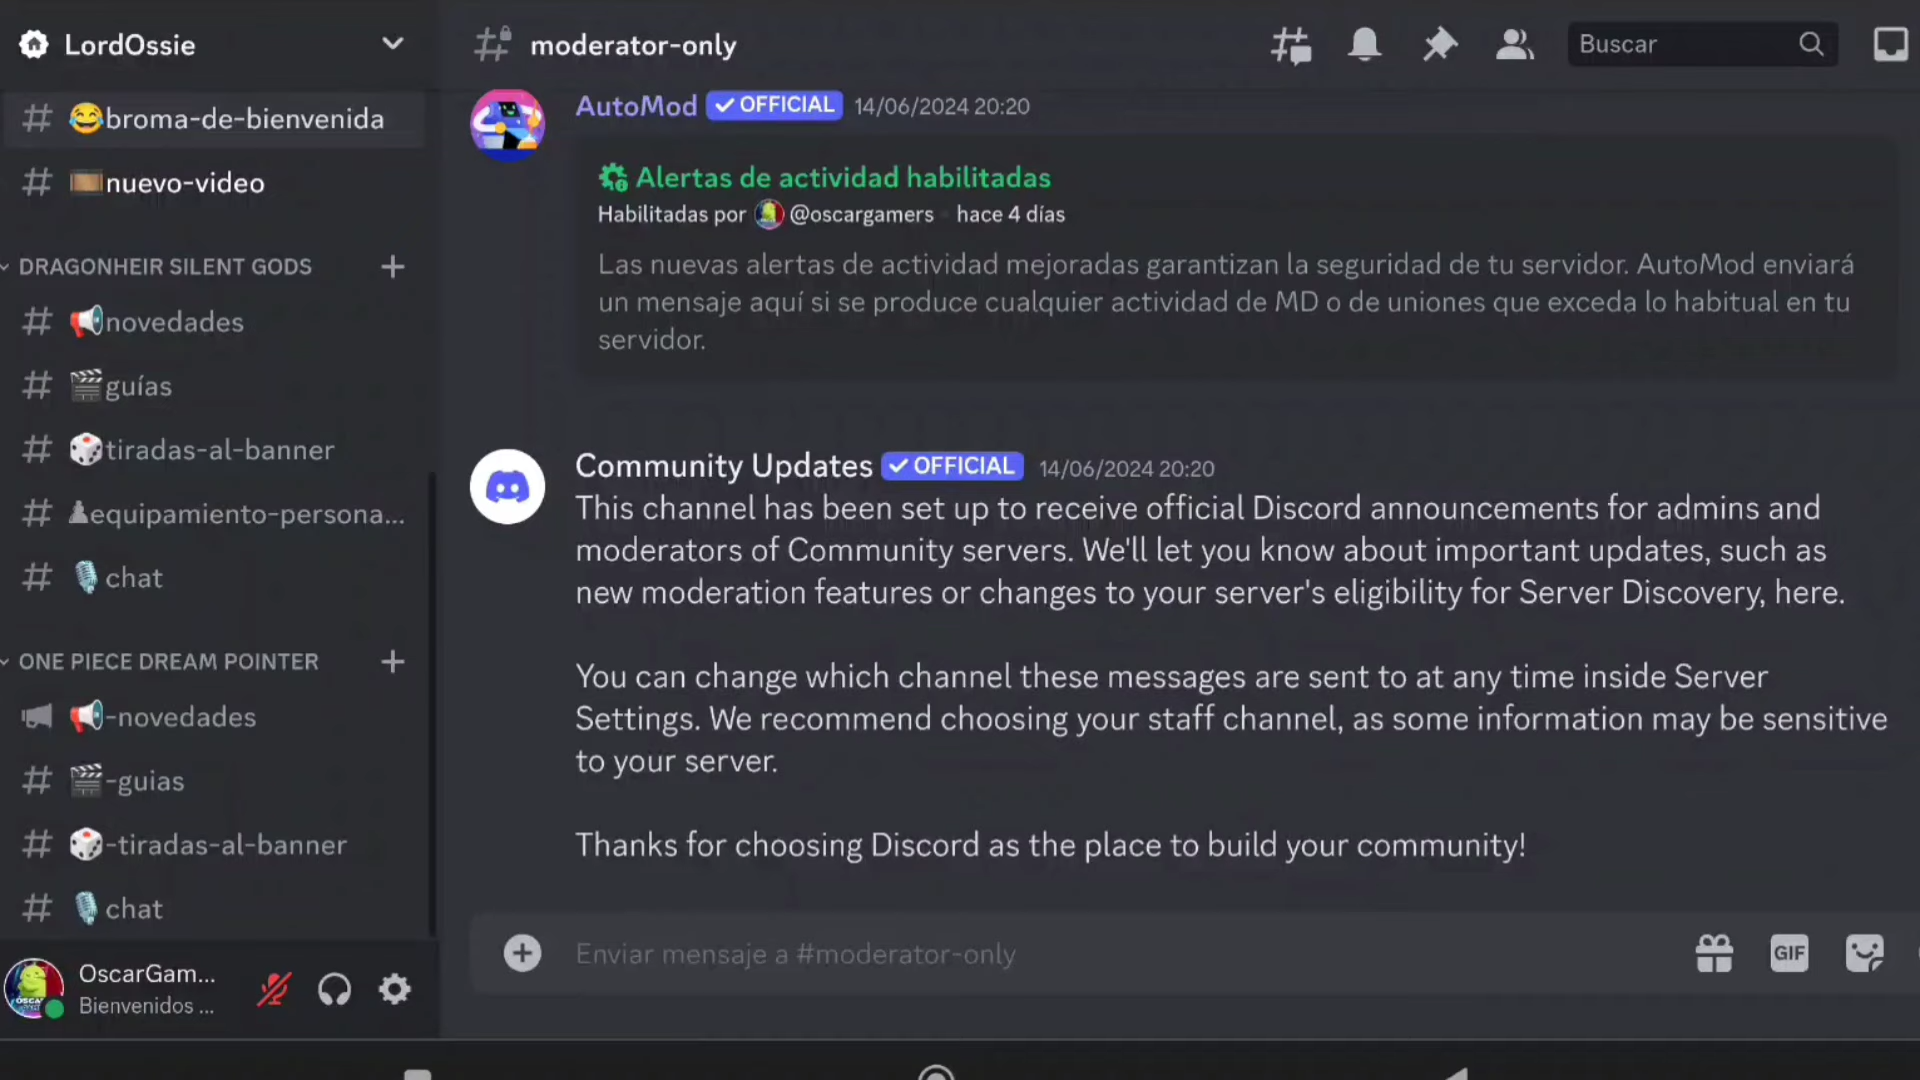 LordOssie
broma-de-bienvenida
nuevo-video
DRAGONHEIR SILENT GODS
novedades
guías
tiradas-al-banner
equipamiento-persona...
chat
ONE PIECE DREAM POINTER
-novedades
-guias
-tiradas-al-banner
chat
OscarGam...
Bienvenidos ...
moderator-only
Buscar
AutoMod ✓ OFFICIAL 14/06/2024 20:20
Alertas de actividad habilitadas
Habilitadas por @oscargamers hace 4 días
Las nuevas alertas de actividad mejoradas garantizan la seguridad de tu servidor. AutoMod enviará
un mensaje aquí si se produce cualquier actividad de MD o de uniones que exceda lo habitual en tu
servidor.
Community Updates ✓ OFFICIAL 14/06/2024 20:20
This channel has been set up to receive official Discord announcements for admins and
moderators of Community servers. We'll let you know about important updates, such as
new moderation features or changes to your server's eligibility for Server Discovery, here.
You can change which channel these messages are sent to at any time inside Server
Settings. We recommend choosing your staff channel, as some information may be sensitive
to your server.
Thanks for choosing Discord as the place to build your community!
Enviar mensaje a #moderator-only
GIF